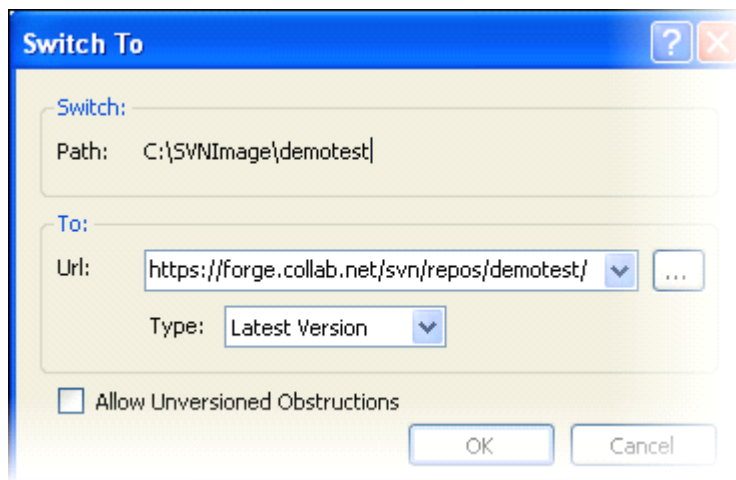 Switch To
Switch:
Path: C:\SVNImage\demotest
To:
Url: https://forge.collab.net/svn/repos/demotest/ ...
Type: Latest Version
Allow Unversioned Obstructions
OK Cancel